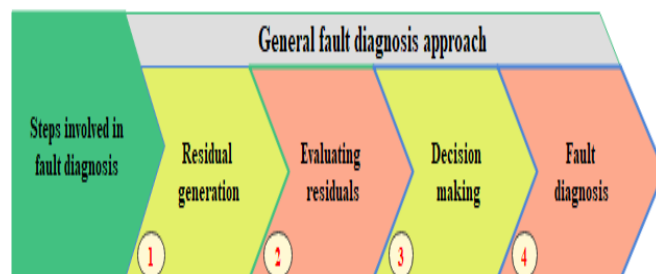 General fault diagnosis approach
Steps involved in
fault diagnosis
Residual
generation
Evaluating
residuals
Decision
making
Fault
diagnosis
1
2
3
4